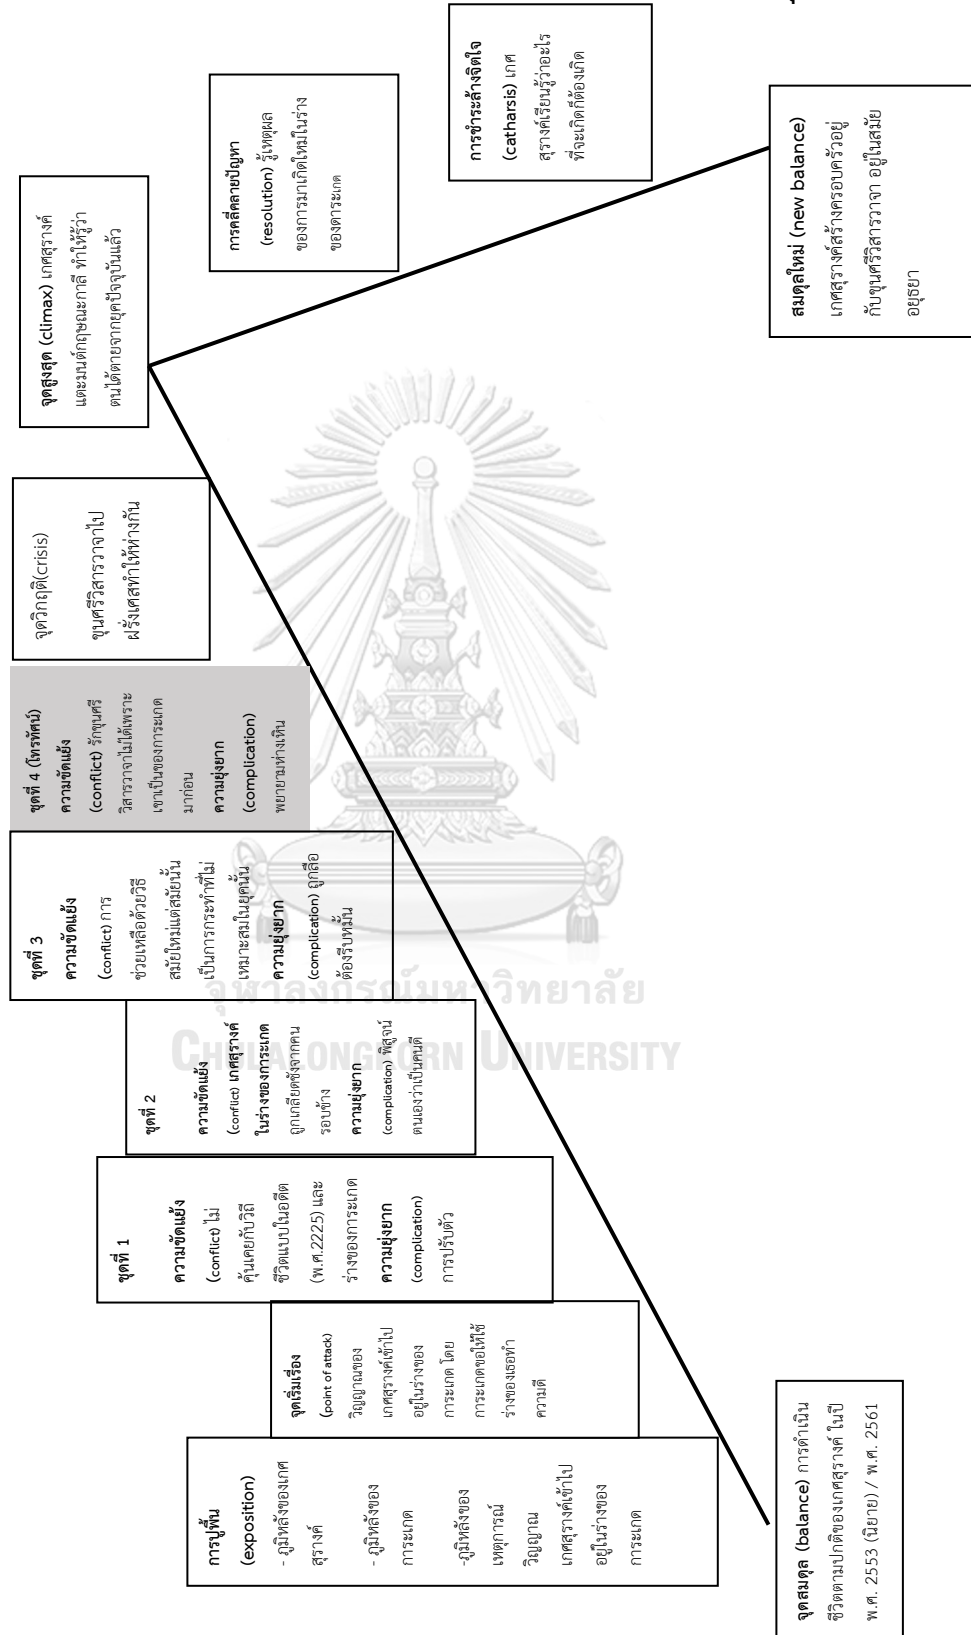 จุดสมดุล (balance) การดำเนิน
ชีวิตตามปกติของเกศสุรางค์ ในปี
พ.ศ. 2553 (นิยาย) / พ.ศ. 2561
การปูพื้น
(exposition)
- ภูมิหลังของเกศ
สุรางค์
- ภูมิหลังของ
การะเกด
-ภูมิหลังของ
เหตุการณ์
วิญญาณ
เกศสุรางค์เข้าไป
อยู่ในร่างของ
การะเกด
จุดเริ่มเรื่อง
(point of attack)
วิญญาณของ
เกศสุรางค์เข้าไป
อยู่ในร่างของ
การะเกด โดย
การะเกดขอให้ใช้
ร่างของเธอทำ
ความดี
ชุดที่ 1
ความขัดแย้ง
(conflict) ไม่
คุ้นเคยกับวิถี
ชีวิตแบบในอดีต
(พ.ศ.2225) และ
ร่างของการะเกด
ความยุ่งยาก
(complication)
การปรับตัว
ชุดที่ 2
ความขัดแย้ง
(conflict) เกศสุรางค์
ในร่างของการะเกด
ถูกเกลียดชังจากคน
รอบข้าง
ความยุ่งยาก
(complication) พิสูจน์
ตนเองว่าเป็นคนดี
ชุดที่ 3
ความขัดแย้ง
(conflict) การ
ช่วยเหลือด้วยวิธี
สมัยใหม่แต่สมัยนั้น
เป็นการกระทำที่ไม่
เหมาะสมในยุคนั้น
ความยุ่งยาก
(complication) ถูกลือ
ต้องรีบหมั้น
ชุดที่ 4 (โทรทัศน์)
ความขัดแย้ง
(conflict) รักขุนศรี
วิสารวาจาไม่ได้เพราะ
เขาเป็นของการะเกด
มาก่อน
ความยุ่งยาก
(complication)
พยายามห่างเหิน
จุดวิกฤติ(crisis)
ขุนศรีวิสารวาจาไป
ฝรั่งเศสทำให้ห่างกัน
จุดสูงสุด (climax) เกศสุรางค์
แตะมนต์กฤษณะกาลี ทำให้รู้ว่า
ตนได้ตายจากยุคปัจจุบันแล้ว
การคลี่คลายปัญหา
(resolution) รู้เหตุผล
ของการมาเกิดใหม่ในร่าง
ของการะเกด
การชำระล้างจิตใจ
(catharsis) เกศ
สุรางค์เรียนรู้ว่าอะไร
ที่จะเกิดก็ต้องเกิด
สมดุลใหม่ (new balance)
เกศสุรางค์สร้างครอบครัวอยู่
กับขุนศรีวิสารวาจา อยู่ในสมัย
อยุธยา
จุฬาลงกรณ์มหาวิทยาลัย
CHULALONGKORN UNIVERSITY